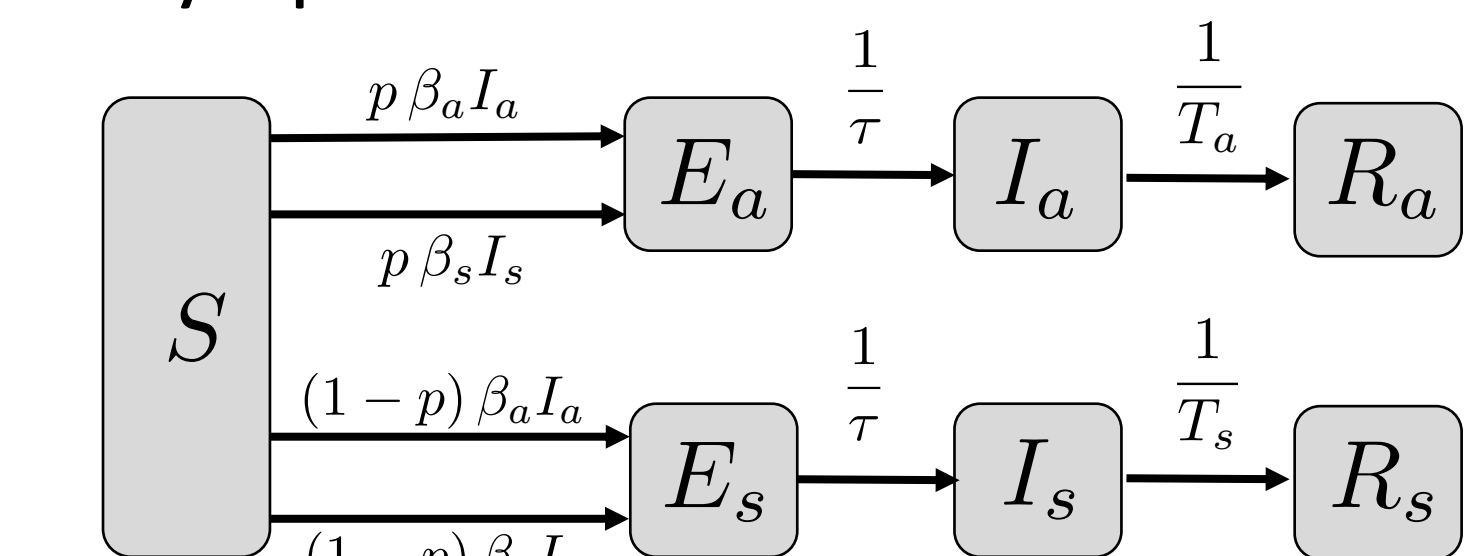 p β_a I_a
1/τ
1/T_a
E_a
I_a
R_a
p β_s I_s
S
(1 − p) β_a I_a
1/τ
1/T_s
E_s
I_s
R_s